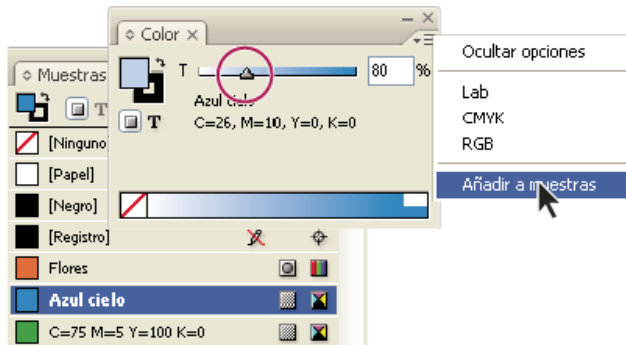 Color
T 80 %
Azul cielo
C=26, M=10, Y=0, K=0
T
Ocultar opciones
Lab
CMYK
RGB
Añadir a muestras
Muestras
T
[Ninguno]
[Papel]
[Negro]
[Registro]
Flores
Azul cielo
C=75 M=5 Y=100 K=0